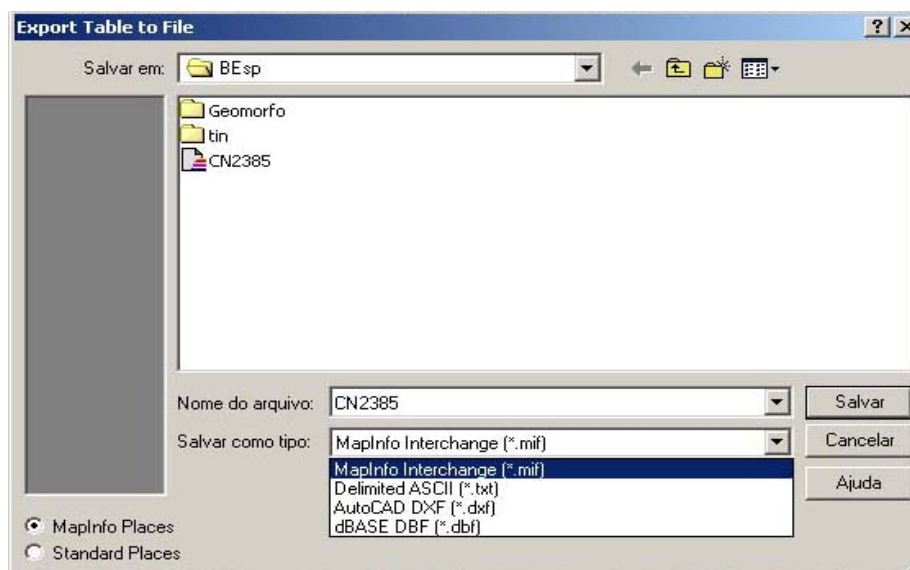 Export Table to File
Salvar em: BEsp
Geomorfo
tin
CN2385
Nome do arquivo: CN2385 Salvar
Salvar como tipo: MapInfo Interchange (*.mif) Cancelar
MapInfo Interchange (*.mif)
Delimited ASCII (*.txt)
AutoCAD DXF (*.dxf)
dBASE DBF (*.dbf)
Ajuda
MapInfo Places
Standard Places